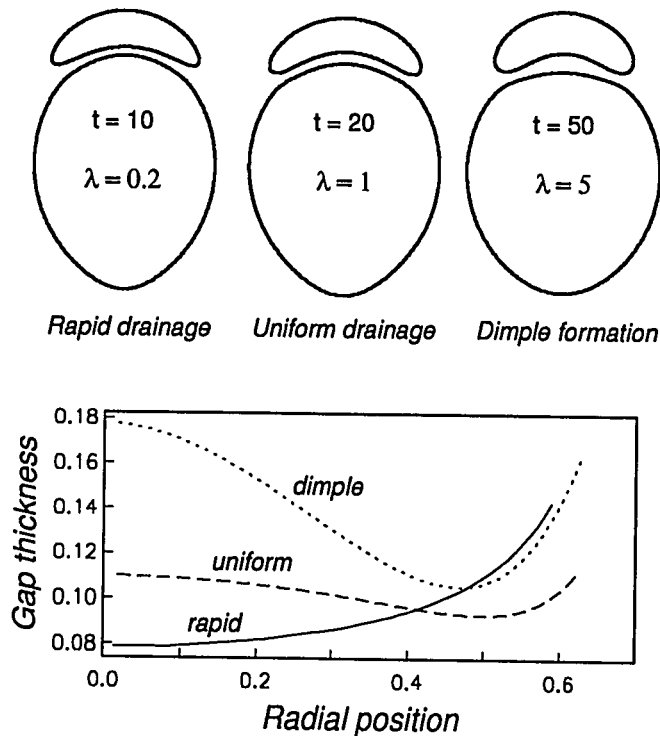 t = 10
t = 20
t = 50
λ = 0.2
λ = 1
λ = 5
Rapid drainage
Uniform drainage
Dimple formation
Gap thickness
0.18
0.16
0.14
0.12
0.10
0.08
dimple
uniform
rapid
0.0
0.2
0.4
0.6
Radial position